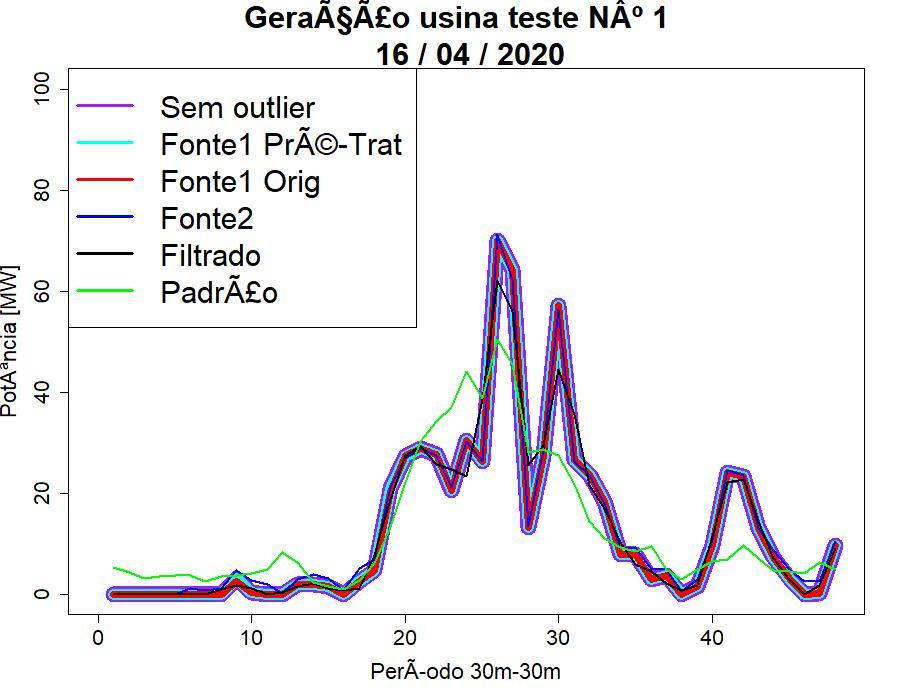 GeraÃ§Ã£o usina teste NÂº 1
16 / 04 / 2020
Sem outlier
Fonte1 PrÃ©-Trat
Fonte1 Orig
Fonte2
Filtrado
PadrÃ£o
PotÃªncia [MW]
100
80
60
40
20
0
0 10 20 30 40
PerÃ-odo 30m-30m